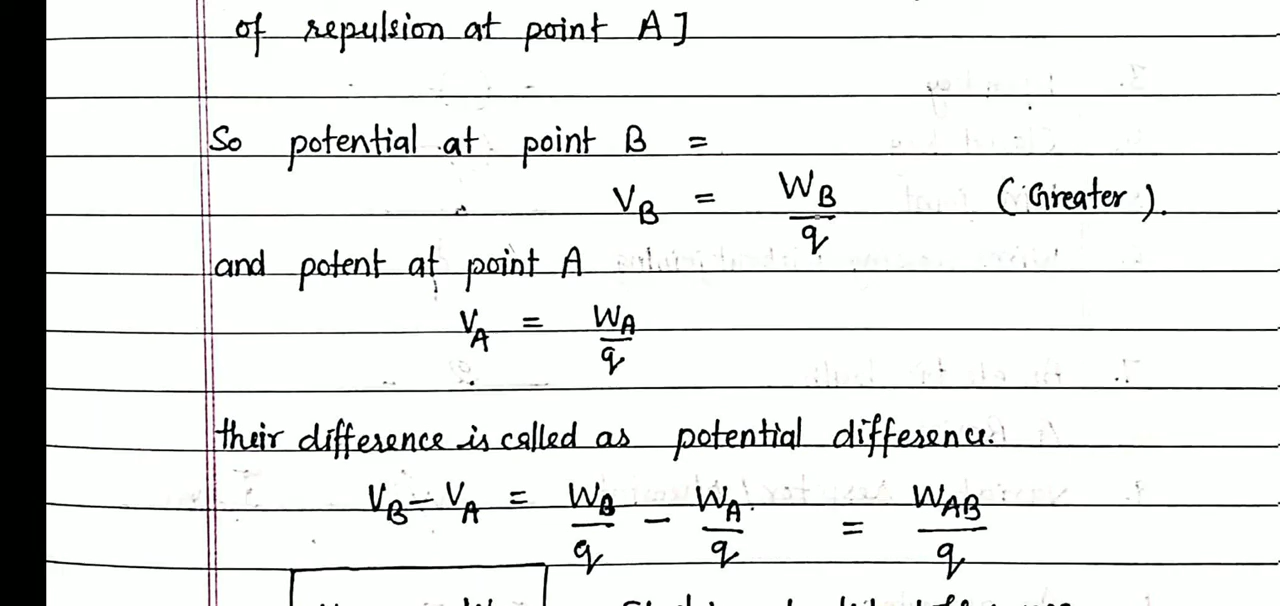 of repulsion at point A]
So potential at point B =
V_B = W_B/q (Greater).
and potent at point A
V_A = W_A/q
their difference is called as potential difference.
V_B - V_A = W_B/q - W_A/q = W_AB/q